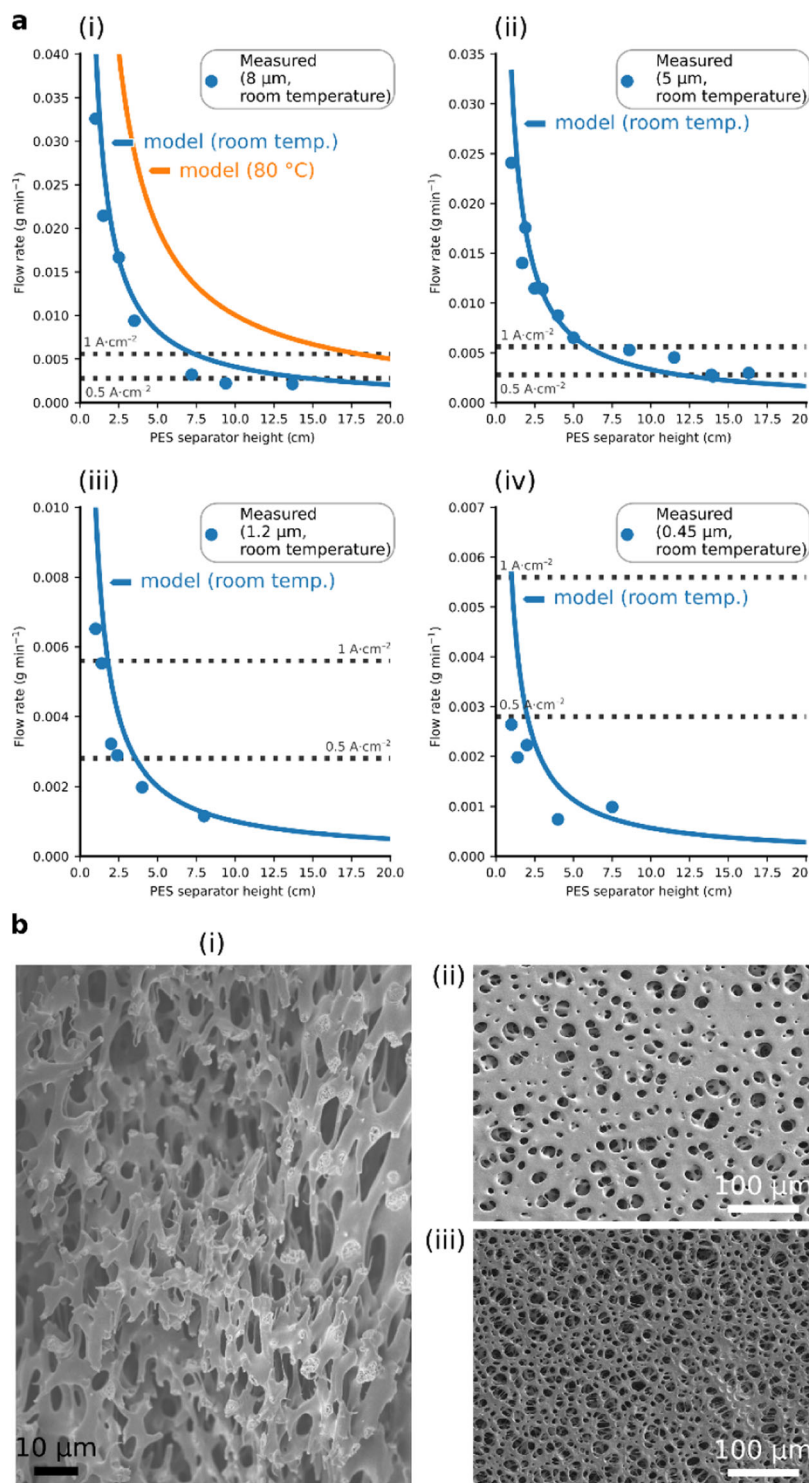 a
(i)
0.040
0.035
0.030
0.025
0.020
0.015
0.010
0.005
0.000
Flow rate (g min⁻¹)
Measured
(8 μm,
room temperature)
model (room temp.)
model (80 °C)
1 A·cm⁻²
0.5 A·cm⁻²
0 2.5 5.0 7.5 10.0 12.5 15.0 17.5 20.0
PES separator height (cm)
(ii)
0.035
0.030
0.025
0.020
0.015
0.010
0.005
0.000
Flow rate (g min⁻¹)
Measured
(5 μm,
room temperature)
model (room temp.)
1 A·cm⁻²
0.5 A·cm⁻²
0 2.5 5.0 7.5 10.0 12.5 15.0 17.5 20.0
PES separator height (cm)
(iii)
0.010
0.008
0.006
0.004
0.002
0.000
Flow rate (g min⁻¹)
Measured
(1.2 μm,
room temperature)
model (room temp.)
1 A·cm⁻²
0.5 A·cm⁻²
0 2.5 5.0 7.5 10.0 12.5 15.0 17.5 20.0
PES separator height (cm)
(iv)
0.007
0.006
0.005
0.004
0.003
0.002
0.001
0.000
Flow rate (g min⁻¹)
Measured
(0.45 μm,
room temperature)
1 A·cm⁻²
model (room temp.)
0.5 A·cm⁻²
0 2.5 5.0 7.5 10.0 12.5 15.0 17.5 20.0
PES separator height (cm)
b
(i)
10 μm
(ii)
100 μm
(iii)
100 μm